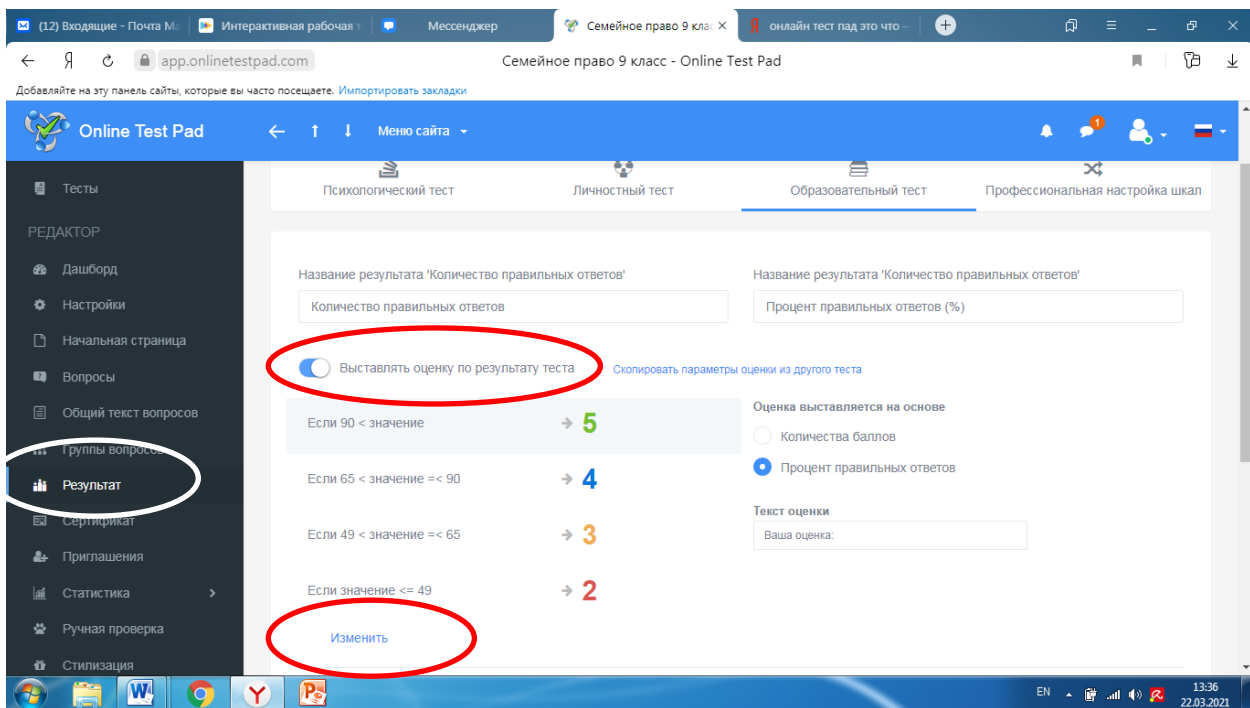 (12) Входящие - Почта Ma
Интерактивная рабочая т
Мессенджер
Семейное право 9 клас ×
онлайн тест пад это что –
Я
app.onlinetestpad.com
Семейное право 9 класс - Online Test Pad
Добавляйте на эту панель сайты, которые вы часто посещаете. Импортировать закладки
Online Test Pad
Меню сайта
1
Тесты
РЕДАКТОР
Дашборд
Настройки
Начальная страница
Вопросы
Общий текст вопросов
Группы вопросов
Результат
Сертификат
Приглашения
Статистика
Ручная проверка
Стилизация
Психологический тест
Личностный тест
Образовательный тест
Профессиональная настройка шкал
Название результата 'Количество правильных ответов'
Название результата 'Количество правильных ответов'
Количество правильных ответов
Процент правильных ответов (%)
Выставлять оценку по результату теста
Скопировать параметры оценки из другого теста
Если 90 < значение → 5
Если 65 < значение =< 90 → 4
Если 49 < значение =< 65 → 3
Если значение <= 49 → 2
Изменить
Оценка выставляется на основе
Количества баллов
Процент правильных ответов
Текст оценки
Ваша оценка:
EN
13:36
22.03.2021